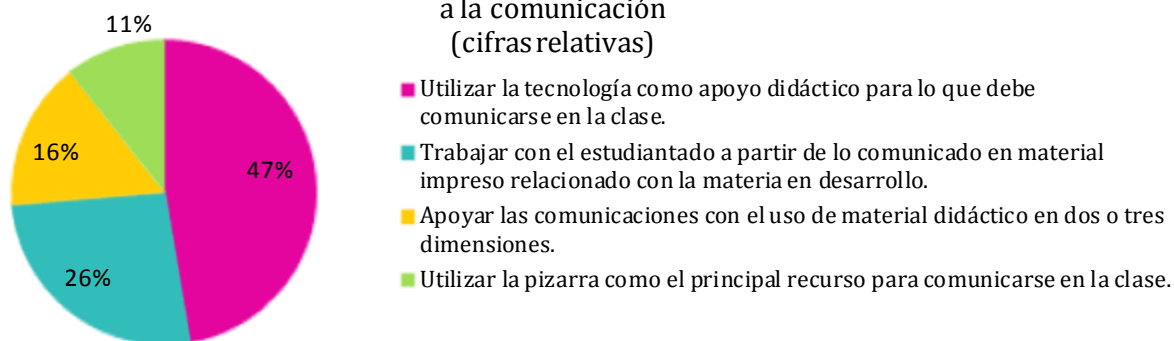 a la comunicación
(cifras relativas)
11%
16%
47%
26%
Utilizar la tecnología como apoyo didáctico para lo que debe
comunicarse en la clase.
Trabajar con el estudiantado a partir de lo comunicado en material
impreso relacionado con la materia en desarrollo.
Apoyar las comunicaciones con el uso de material didáctico en dos o tres
dimensiones.
Utilizar la pizarra como el principal recurso para comunicarse en la clase.